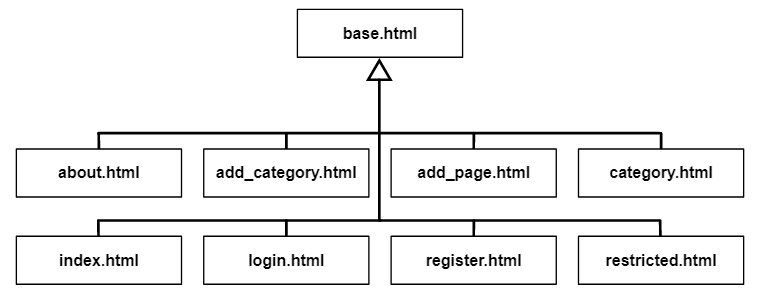 base.html
about.html
add_category.html
add_page.html
category.html
index.html
login.html
register.html
restricted.html